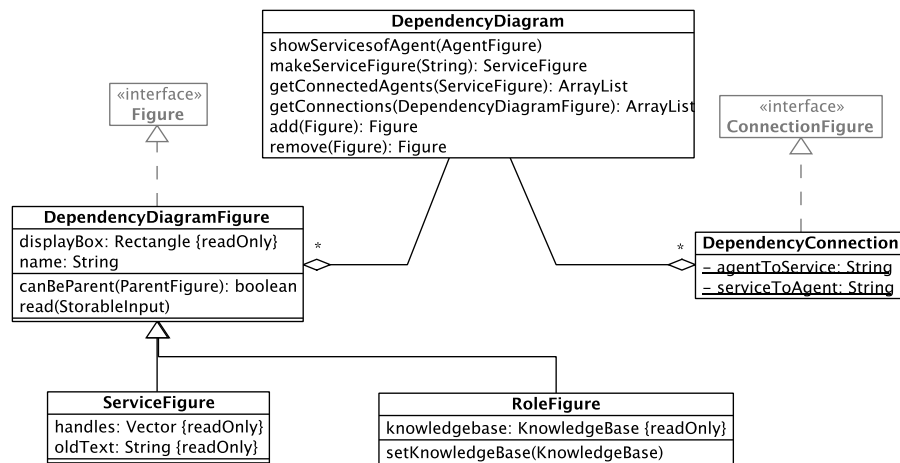 DependencyDiagram
showServicesofAgent(AgentFigure)
makeServiceFigure(String): ServiceFigure
getConnectedAgents(ServiceFigure): ArrayList
getConnections(DependencyDiagramFigure): ArrayList
add(Figure): Figure
remove(Figure): Figure
«interface»
Figure
«interface»
ConnectionFigure
DependencyDiagramFigure
displayBox: Rectangle {readOnly}
name: String
canBeParent(ParentFigure): boolean
read(StorableInput)
*
*
DependencyConnection
- agentToService: String
- serviceToAgent: String
ServiceFigure
handles: Vector {readOnly}
oldText: String {readOnly}
RoleFigure
knowledgebase: KnowledgeBase {readOnly}
setKnowledgeBase(KnowledgeBase)